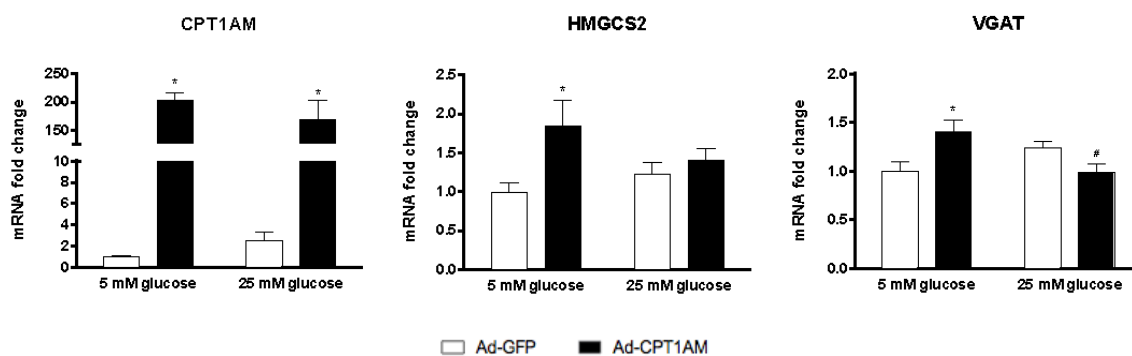 CPT1AM
mRNA fold change
250
200
150
10
8
6
4
2
0
*
*
5 mM glucose
25 mM glucose
HMGCS2
mRNA fold change
2.5
2.0
1.5
1.0
0.5
0.0
*
5 mM glucose
25 mM glucose
VGAT
mRNA fold change
2.0
1.5
1.0
0.5
0.0
*
#
5 mM glucose
25 mM glucose
Ad-GFP
Ad-CPT1AM